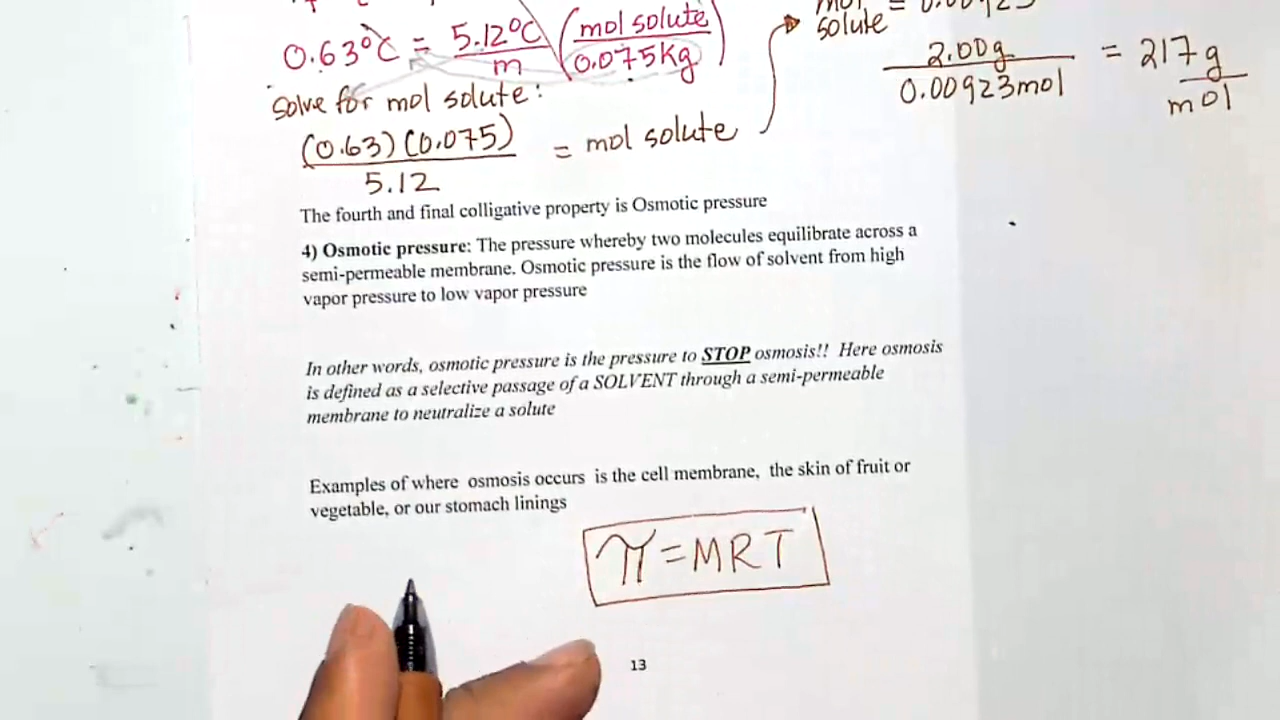 0.63°C = 5.12°C/m (mol solute/0.075kg)
solute = 0.00923
2.00g/0.00923mol = 217 g/mol
Solve for mol solute:
(0.63)(0.075)/5.12 = mol solute
The fourth and final colligative property is Osmotic pressure
4) Osmotic pressure: The pressure whereby two molecules equilibrate across a
semi-permeable membrane. Osmotic pressure is the flow of solvent from high
vapor pressure to low vapor pressure
In other words, osmotic pressure is the pressure to STOP osmosis!! Here osmosis
is defined as a selective passage of a SOLVENT through a semi-permeable
membrane to neutralize a solute
Examples of where osmosis occurs is the cell membrane, the skin of fruit or
vegetable, or our stomach linings
π=MRT
13